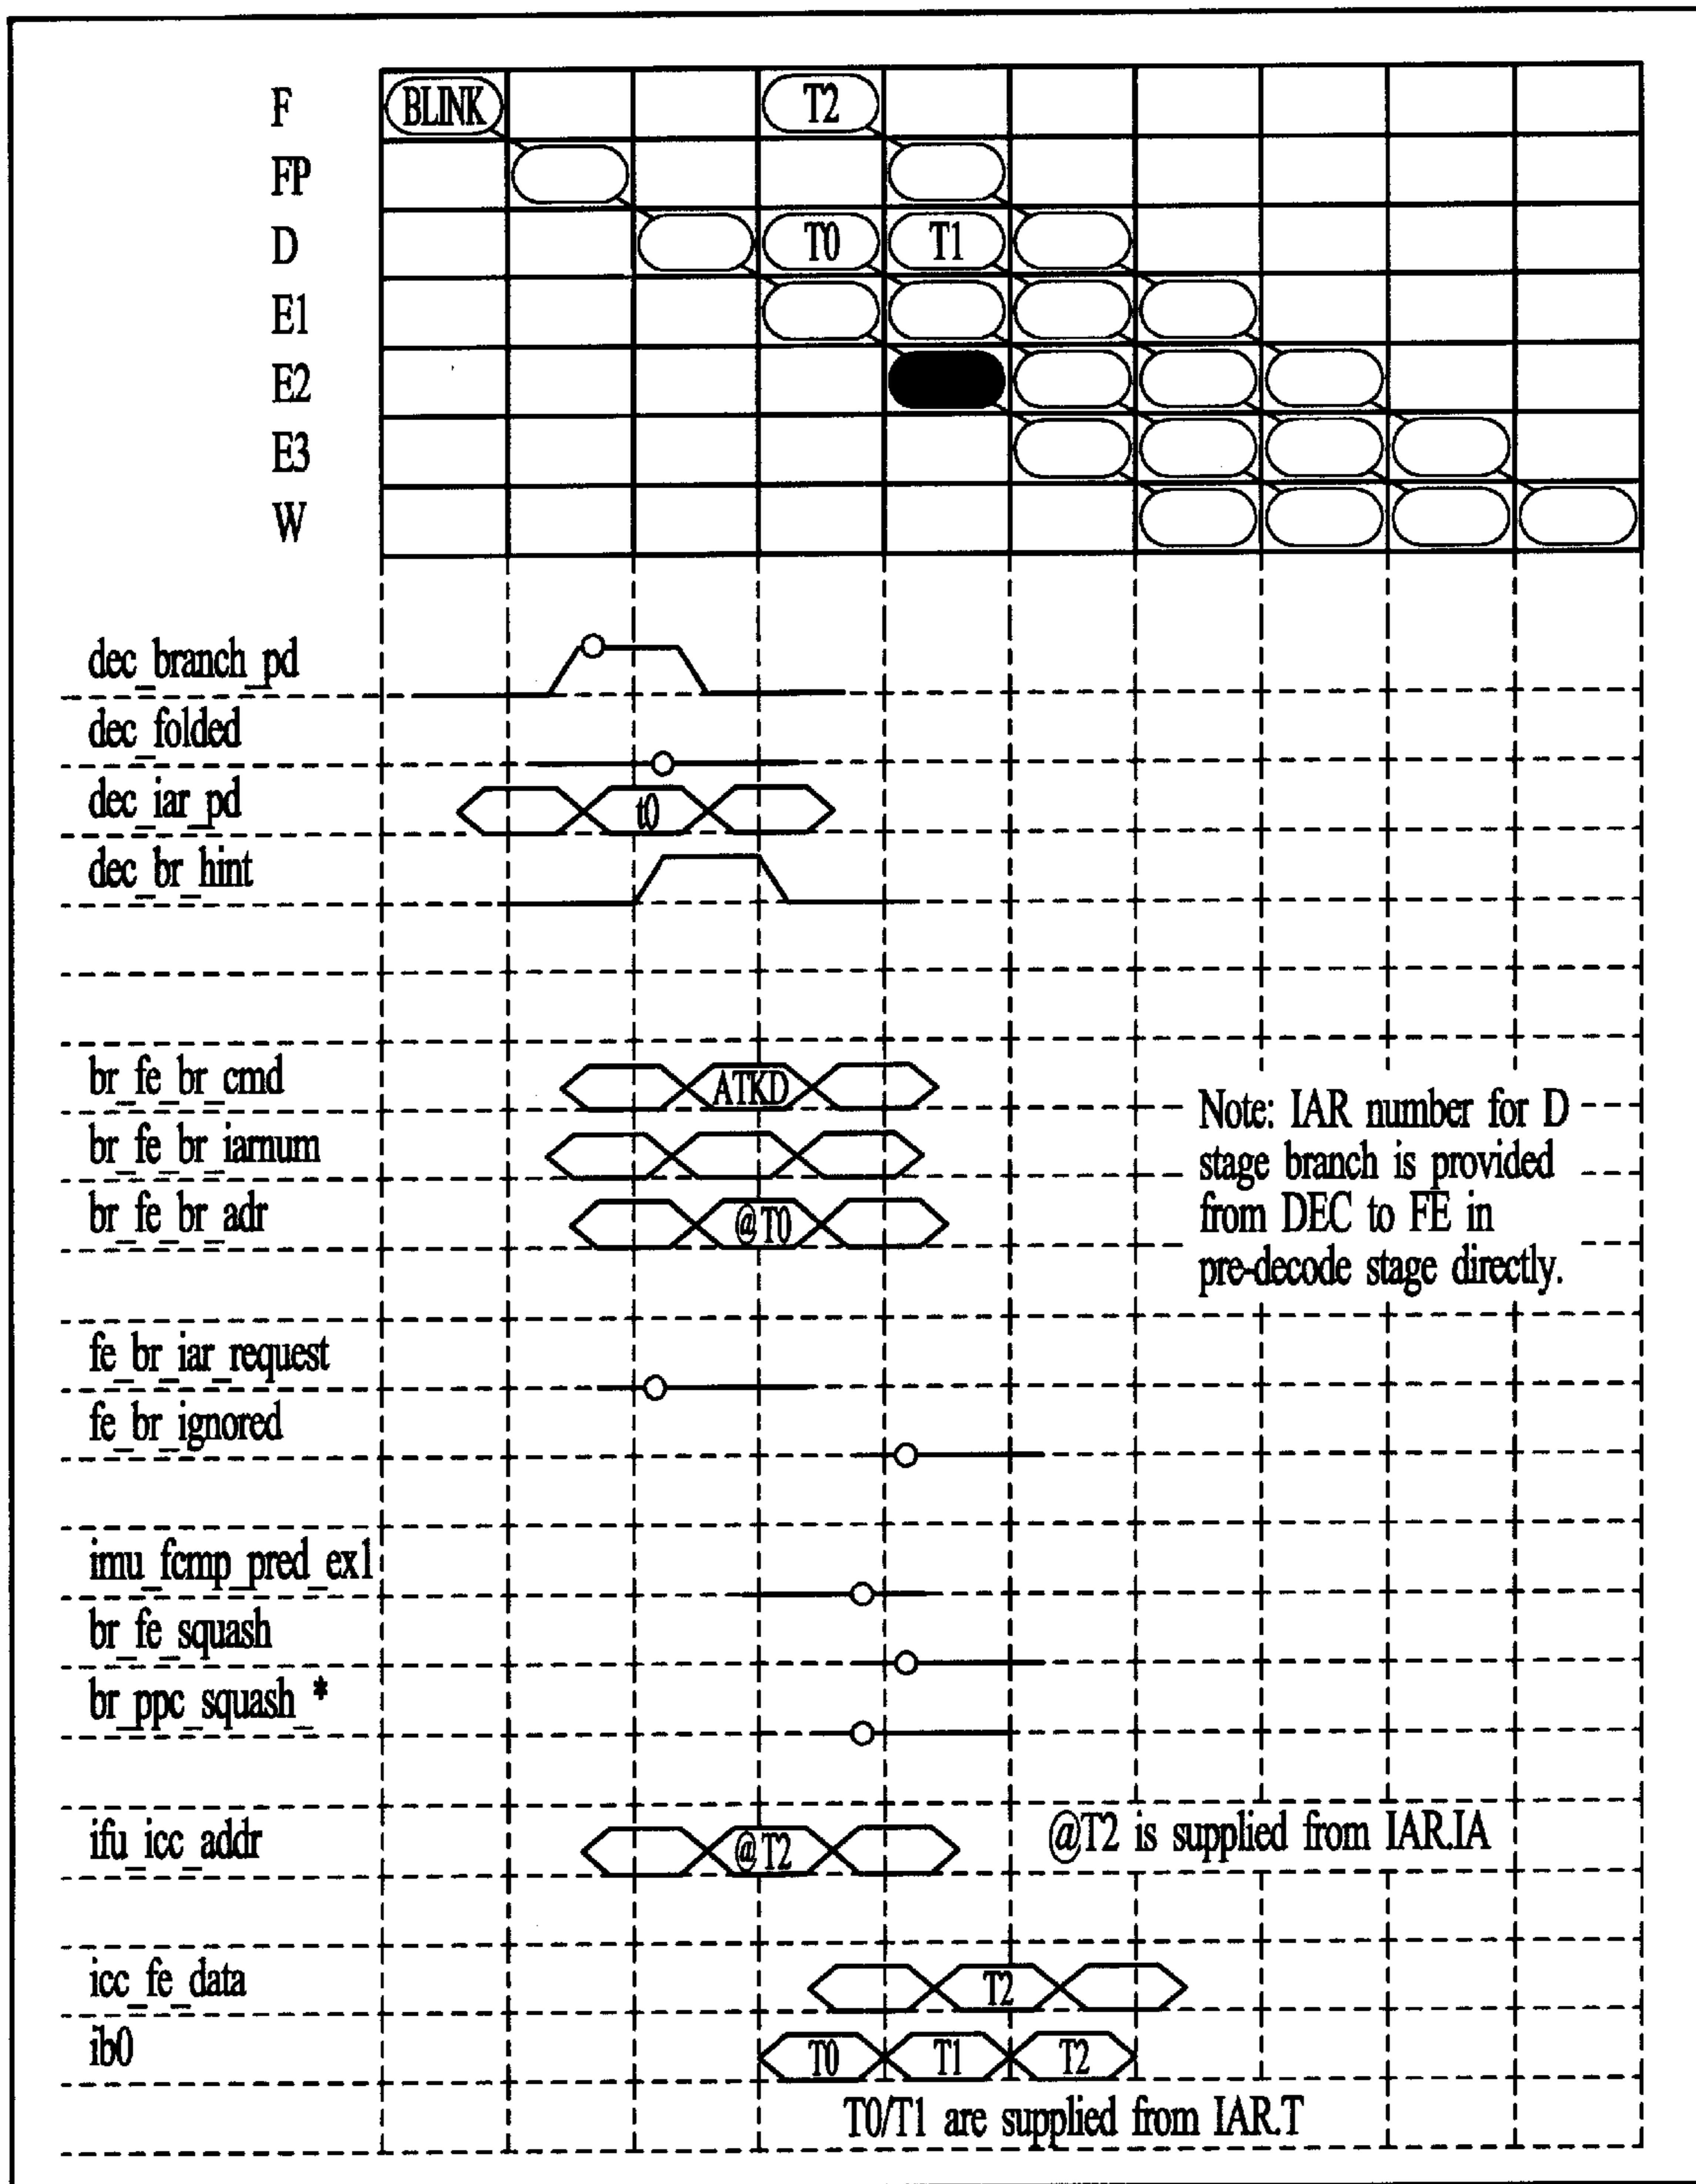 F BLINK T2
FP
D T0 T1
E1
E2
E3
W
dec_branch_pd
dec_folded
dec_iar_pd t0
dec_br_hint
br_fe_br_cmd ATKD
br_fe_br_iarnum
br_fe_br_adr @T0
Note: IAR number for D
stage branch is provided
from DEC to FE in
pre-decode stage directly.
fe_br_iar_request
fe_br_ignored
imu_fcmp_pred_ex1
br_fe_squash
br_ppc_squash_*
ifu_icc_addr @T2 @T2 is supplied from IAR.IA
icc_fe_data T2
ib0 T0 T1 T2
T0/T1 are supplied from IAR.T